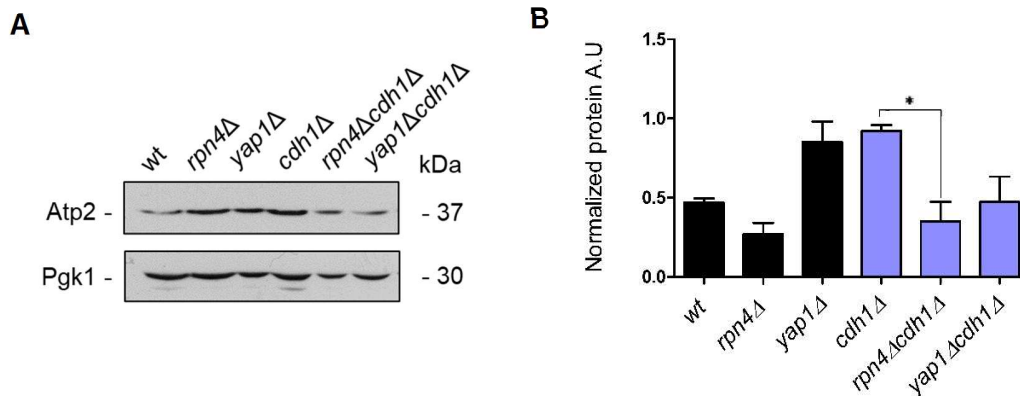 A
wt rpn4Δ yap1Δ cdh1Δ rpn4Δcdh1Δ yap1Δcdh1Δ
kDa
Atp2 - - 37
Pgk1 - - 30
B
Normalized protein A.U
1.5
1.0
0.5
0.0
*
wt rpn4Δ yap1Δ cdh1Δ rpn4Δcdh1Δ yap1Δcdh1Δ